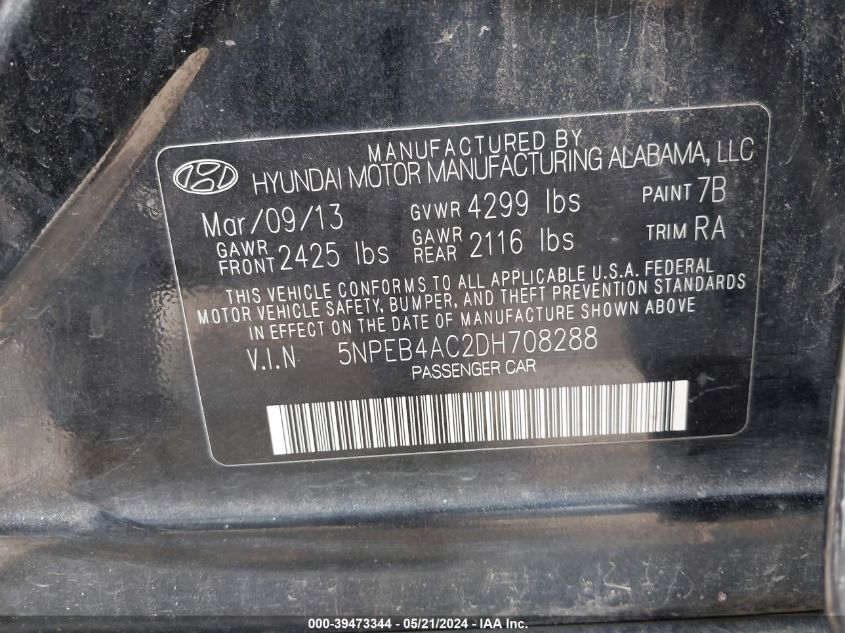 MANUFACTURED BY
HYUNDAI MOTOR MANUFACTURING ALABAMA, LLC
Mar/09/13 GVWR 4299 lbs PAINT 7B
GAWR FRONT 2425 lbs GAWR REAR 2116 lbs TRIM RA
THIS VEHICLE CONFORMS TO ALL APPLICABLE U.S.A. FEDERAL
MOTOR VEHICLE SAFETY, BUMPER, AND THEFT PREVENTION STANDARDS
IN EFFECT ON THE DATE OF MANUFACTURE SHOWN ABOVE
V.I.N 5NPEB4AC2DH708288
PASSENGER CAR
000-39473344 - 05/21/2024 - IAA Inc.